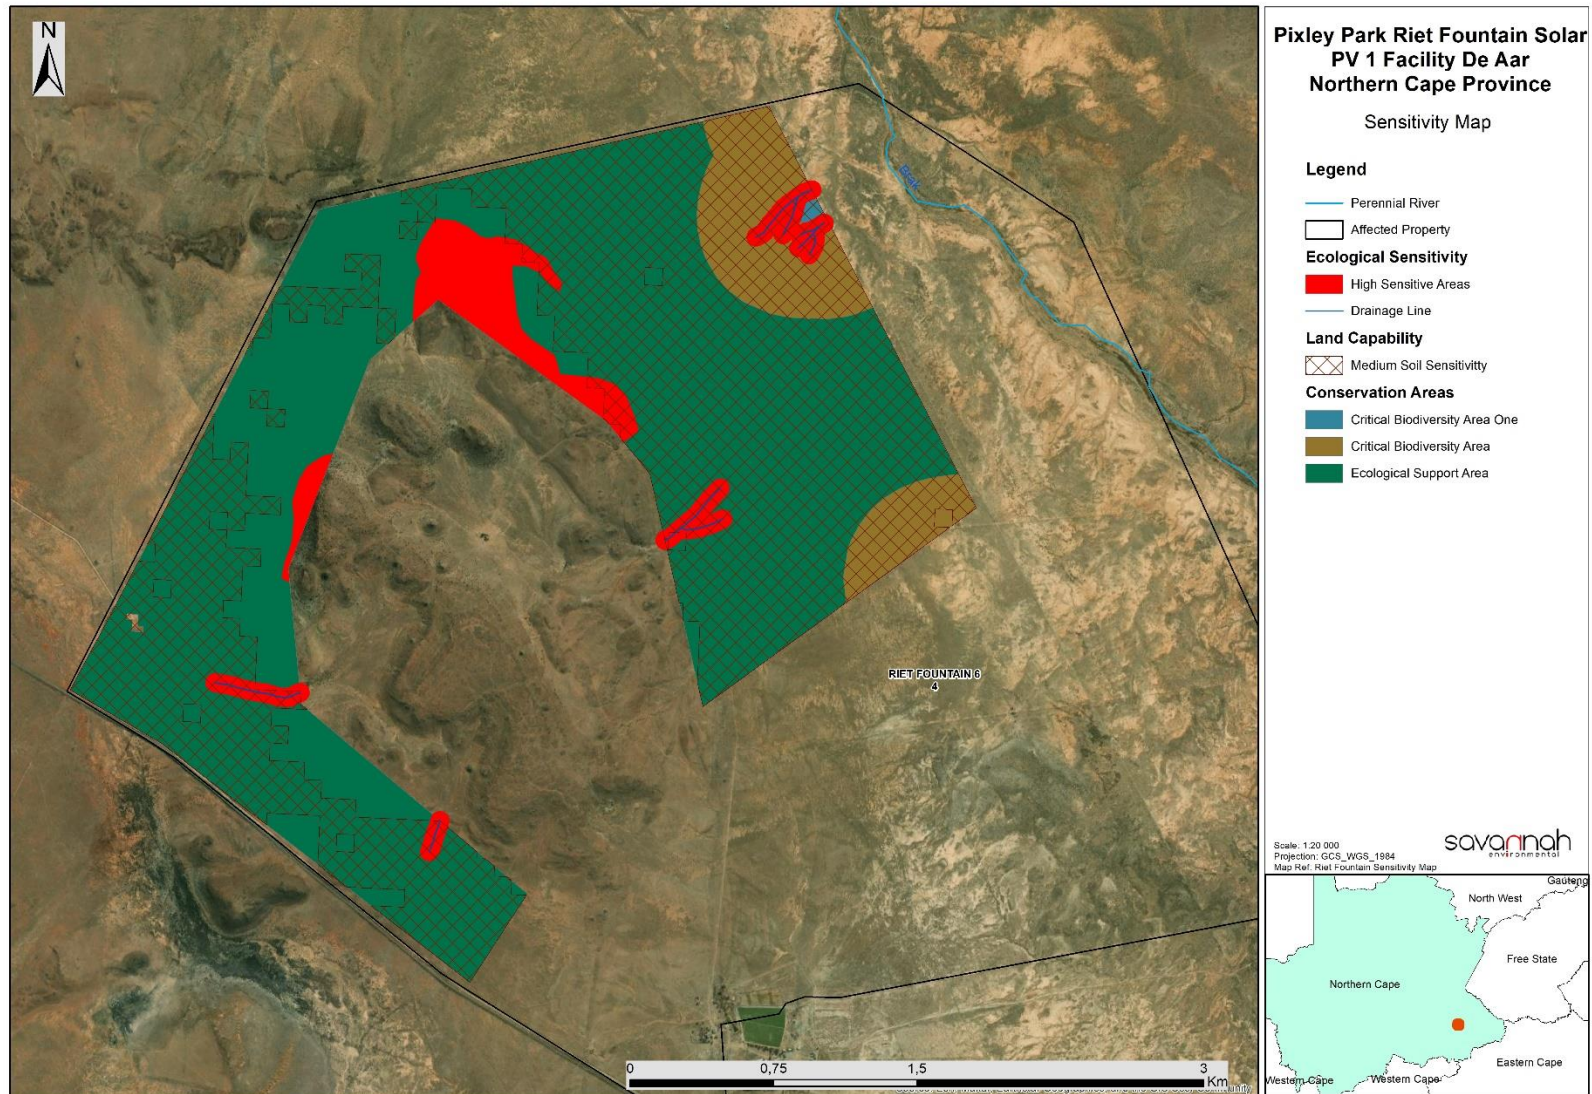 N
Brak
RIET FOUNTAIN 6
4
0
0,75
1,5
3
Km
Pixley Park Riet Fountain Solar
PV 1 Facility De Aar
Northern Cape Province
Sensitivity Map
Legend
Perennial River
Affected Property
Ecological Sensitivity
High Sensitive Areas
Drainage Line
Land Capability
Medium Soil Sensitivitty
Conservation Areas
Critical Biodiversity Area One
Critical Biodiversity Area
Ecological Support Area
Scale: 1:20 000
Projection: GCS_WGS_1984
Map Ref: Riet Fountain Sensitivity Map
savannah
environmental
Gauteng
North West
Free State
Northern Cape
Eastern Cape
Western Cape
Western Cape